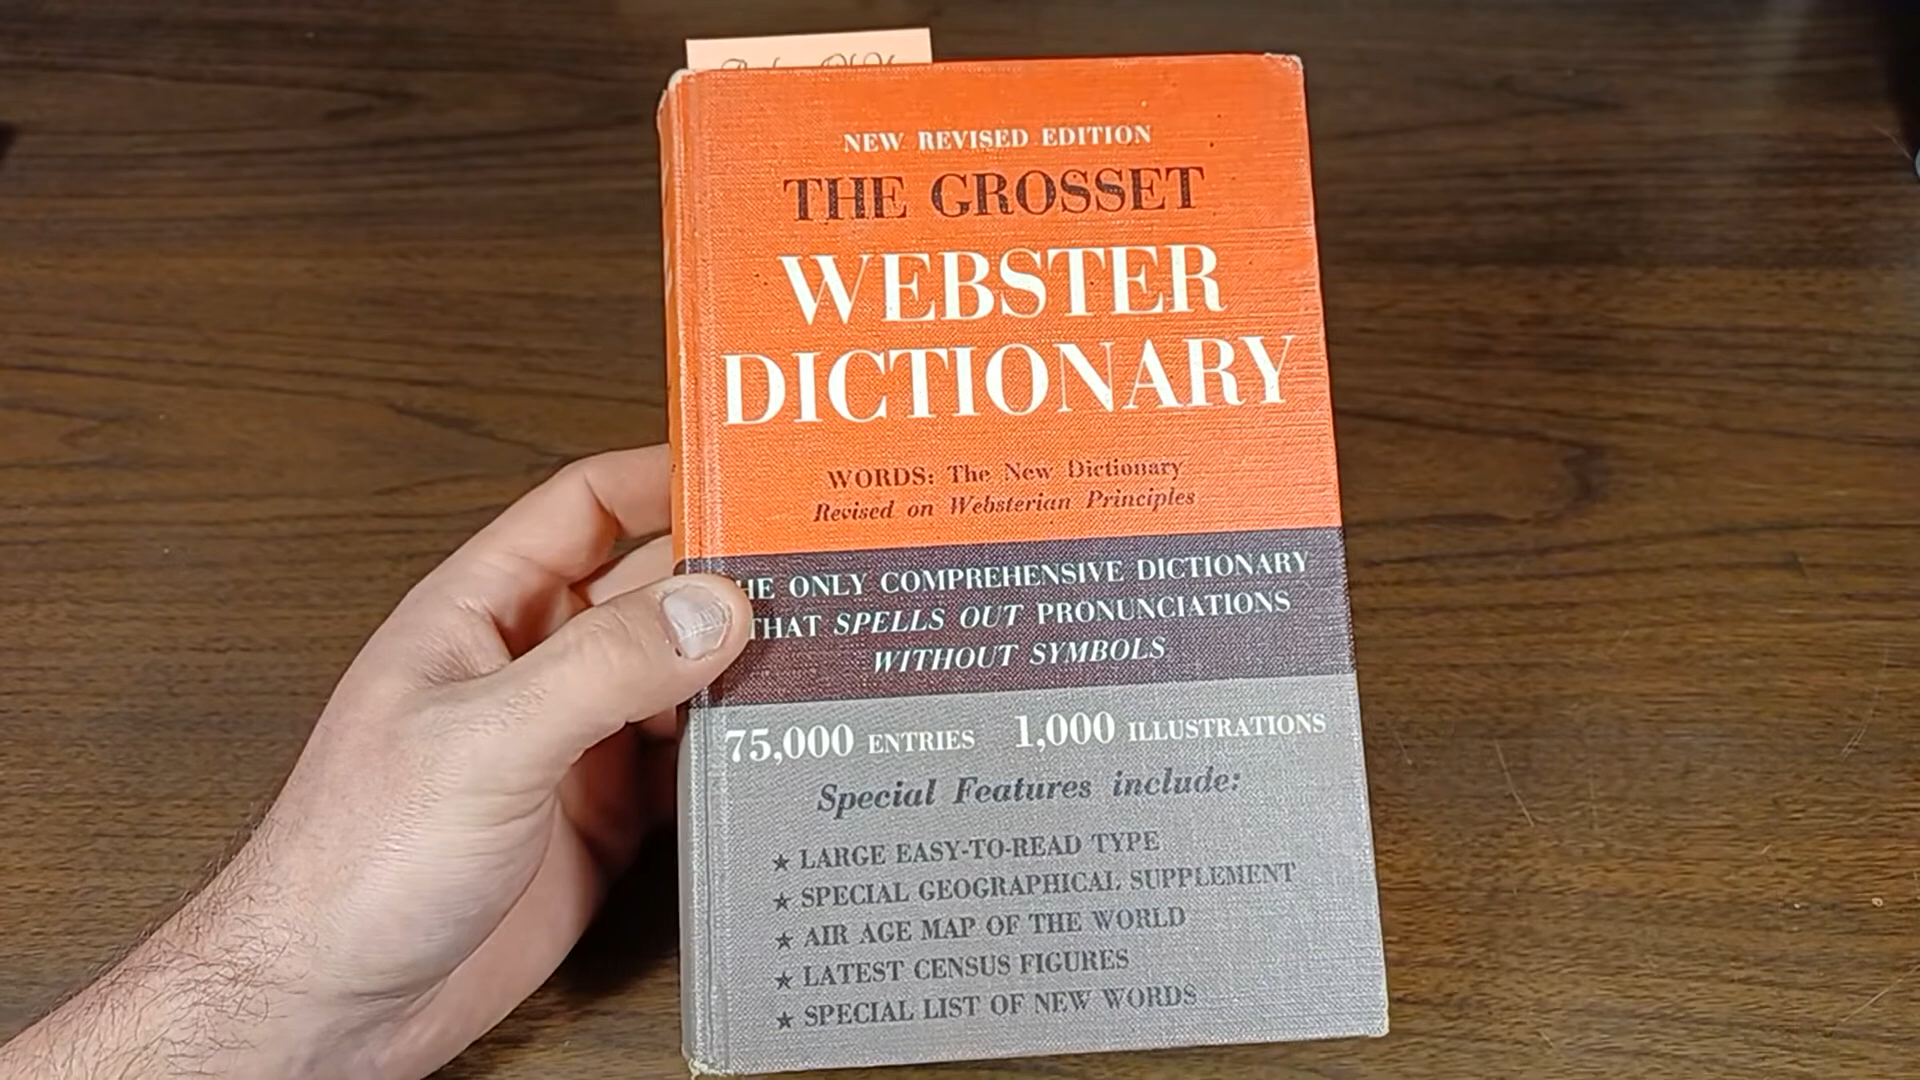 NEW REVISED EDITION
THE GROSSET
WEBSTER
DICTIONARY
WORDS: The New Dictionary
Revised on Websterian Principles
HE ONLY COMPREHENSIVE DICTIONARY
THAT SPELLS OUT PRONUNCIATIONS
WITHOUT SYMBOLS
75,000 ENTRIES 1,000 ILLUSTRATIONS
Special Features include:
★ LARGE EASY-TO-READ TYPE
★ SPECIAL GEOGRAPHICAL SUPPLEMENT
★ AIR AGE MAP OF THE WORLD
★ LATEST CENSUS FIGURES
★ SPECIAL LIST OF NEW WORDS